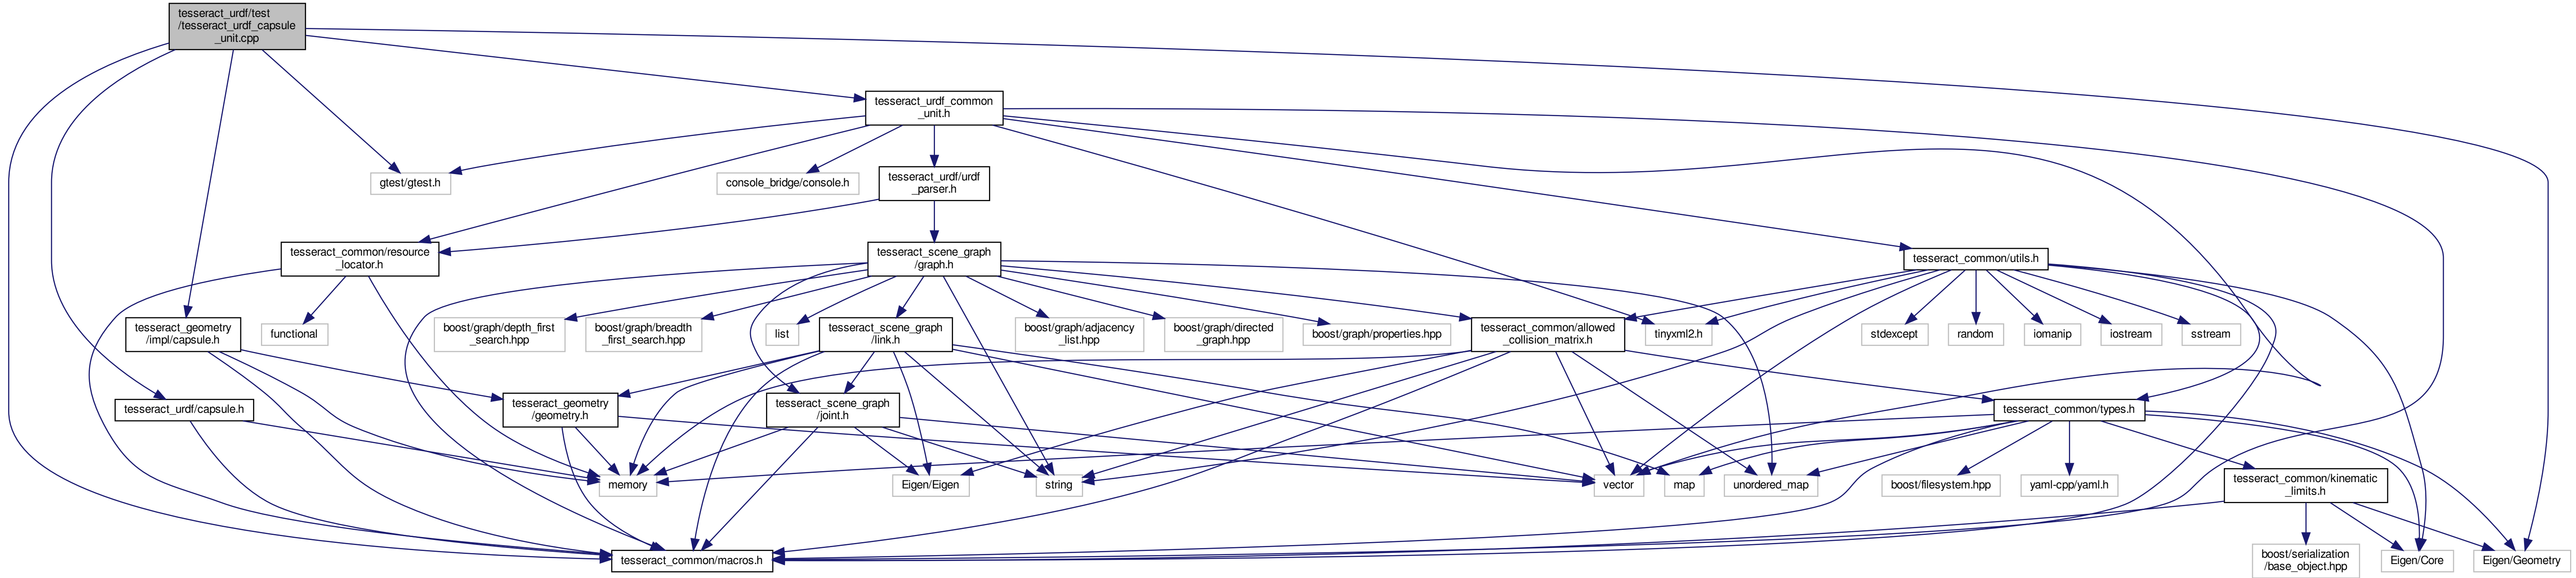 tesseract_urdf/test
/tesseract_urdf_capsule
_unit.cpp
tesseract_urdf_common
_unit.h
gtest/gtest.h
console_bridge/console.h
tesseract_urdf/urdf
_parser.h
tesseract_common/resource
_locator.h
tesseract_scene_graph
/graph.h
tesseract_common/utils.h
tesseract_geometry
/impl/capsule.h
functional
boost/graph/depth_first
_search.hpp
boost/graph/breadth
_first_search.hpp
list
tesseract_scene_graph
/link.h
boost/graph/adjacency
_list.hpp
boost/graph/directed
_graph.hpp
boost/graph/properties.hpp
tesseract_common/allowed
_collision_matrix.h
tinyxml2.h
stdexcept
random
iomanip
iostream
sstream
tesseract_urdf/capsule.h
tesseract_geometry
/geometry.h
tesseract_scene_graph
/joint.h
tesseract_common/types.h
memory
Eigen/Eigen
string
vector
map
unordered_map
boost/filesystem.hpp
yaml-cpp/yaml.h
tesseract_common/kinematic
_limits.h
tesseract_common/macros.h
boost/serialization
/base_object.hpp
Eigen/Core
Eigen/Geometry